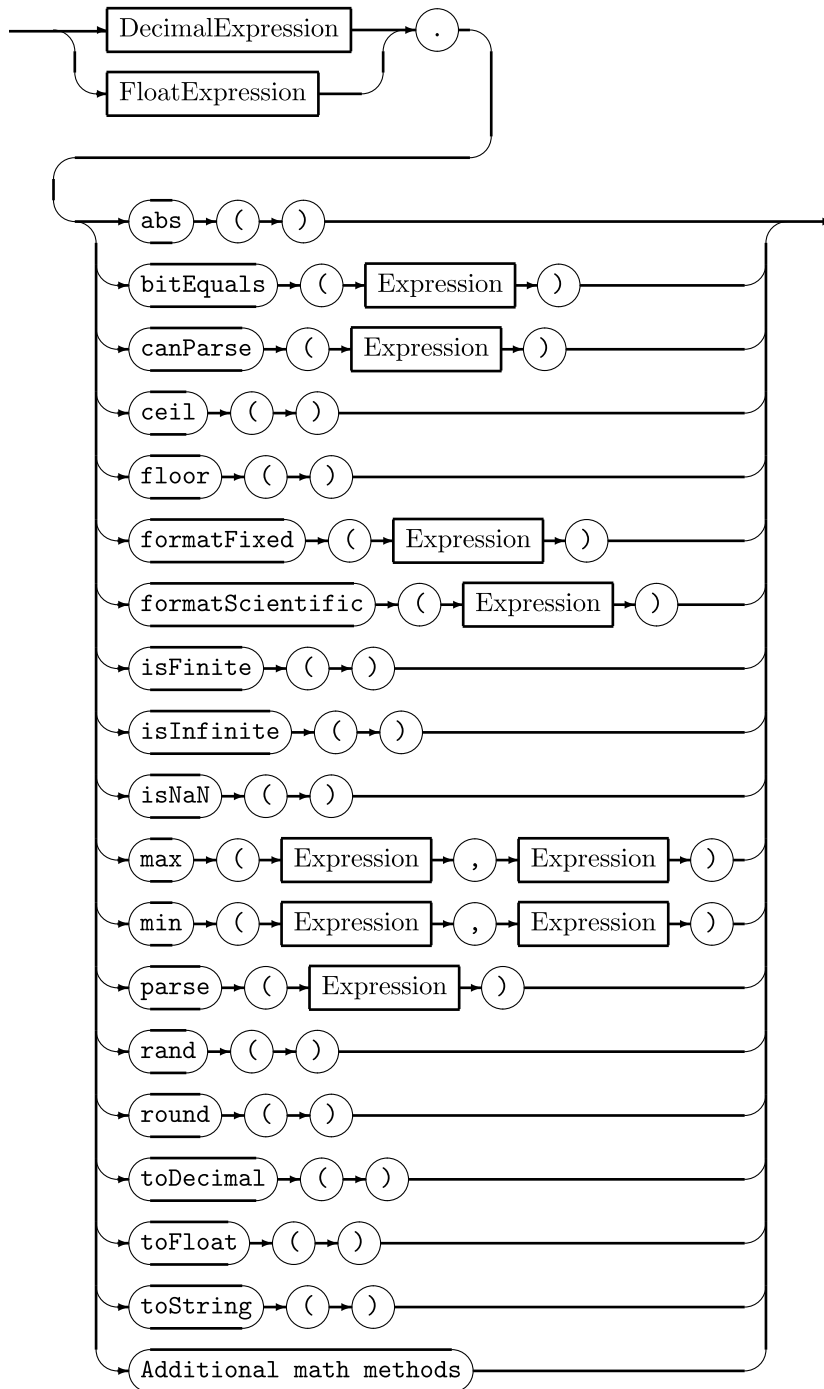 DecimalExpression .
FloatExpression
abs ( )
bitEquals ( Expression )
canParse ( Expression )
ceil ( )
floor ( )
formatFixed ( Expression )
formatScientific ( Expression )
isFinite ( )
isInfinite ( )
isNaN ( )
max ( Expression , Expression )
min ( Expression , Expression )
parse ( Expression )
rand ( )
round ( )
toDecimal ( )
toFloat ( )
toString ( )
Additional math methods